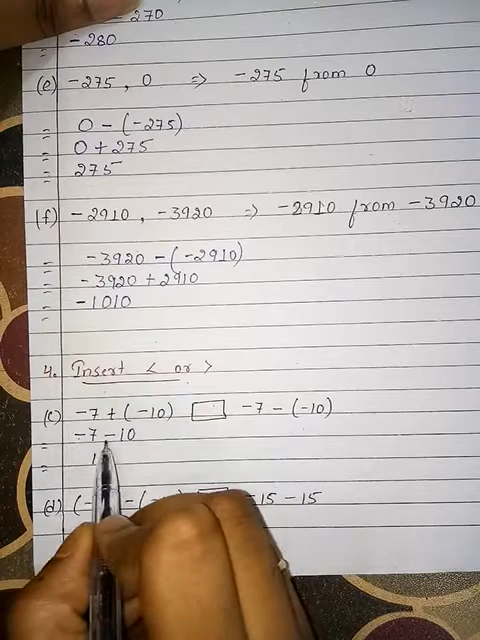 - 270
= - 280
(e) -275, 0 => -275 from 0
= 0 - (-275)
= 0 + 275
= 275
(f) -2910, -3920 => -2910 from -3920
= -3920 - (-2910)
= -3920 + 2910
= -1010
=
4. Insert < or >
(c) -7 + (-10) □ -7 - (-10)
= -7 - 10
= 1
(d) (- - (- □ -15 - 15